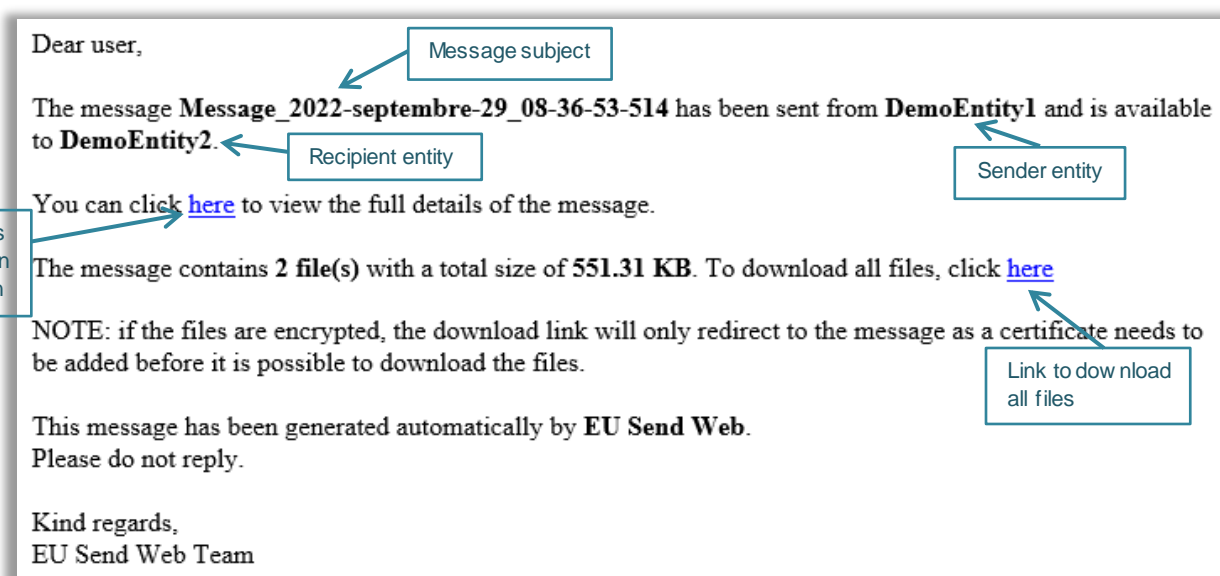 Dear user,
Message subject
The message Message_2022-septembre-29_08-36-53-514 has been sent from DemoEntity1 and is available
to DemoEntity2.
Recipient entity
Sender entity
You can click here to view the full details of the message.
The message contains 2 file(s) with a total size of 551.31 KB. To download all files, click here
NOTE: if the files are encrypted, the download link will only redirect to the message as a certificate needs to
be added before it is possible to download the files.
Link to dow nload
all files
This message has been generated automatically by EU Send Web.
Please do not reply.
Kind regards,
EU Send Web Team